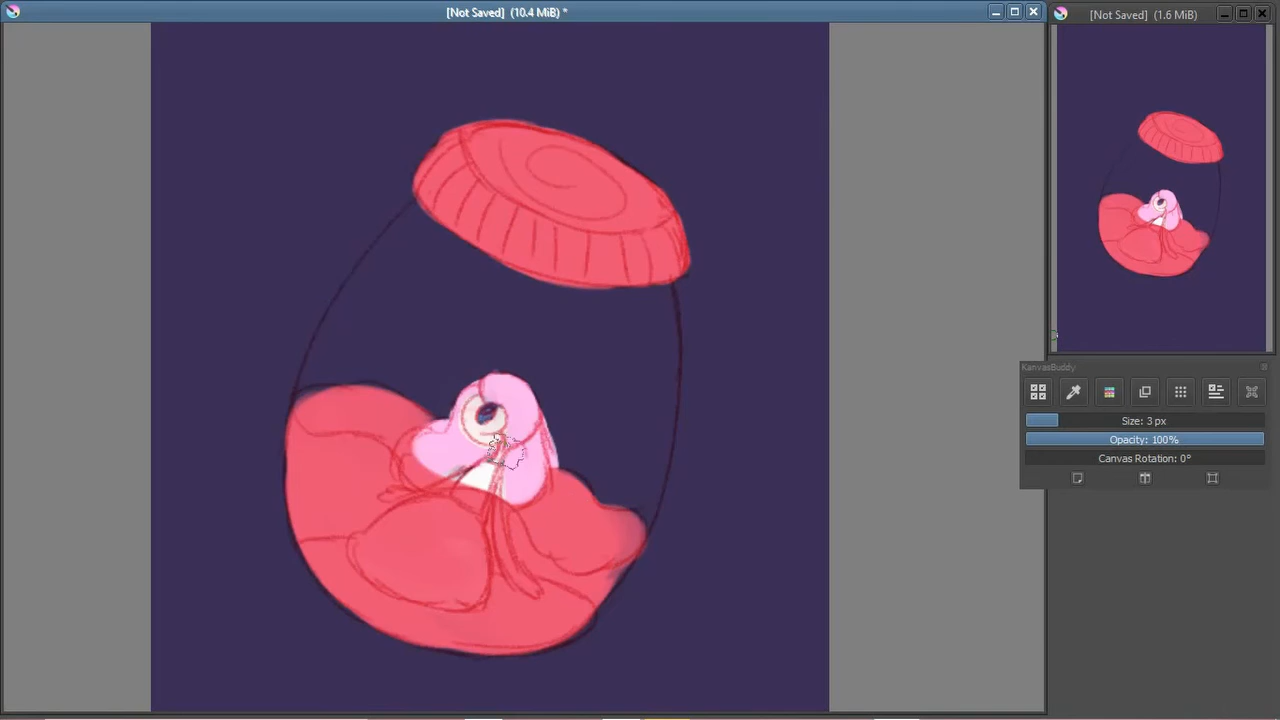 [Not Saved] (10.4 MiB) *
[Not Saved] (1.6 MiB)
KanvasBuddy
Size: 3 px
Opacity: 100%
Canvas Rotation: 0°